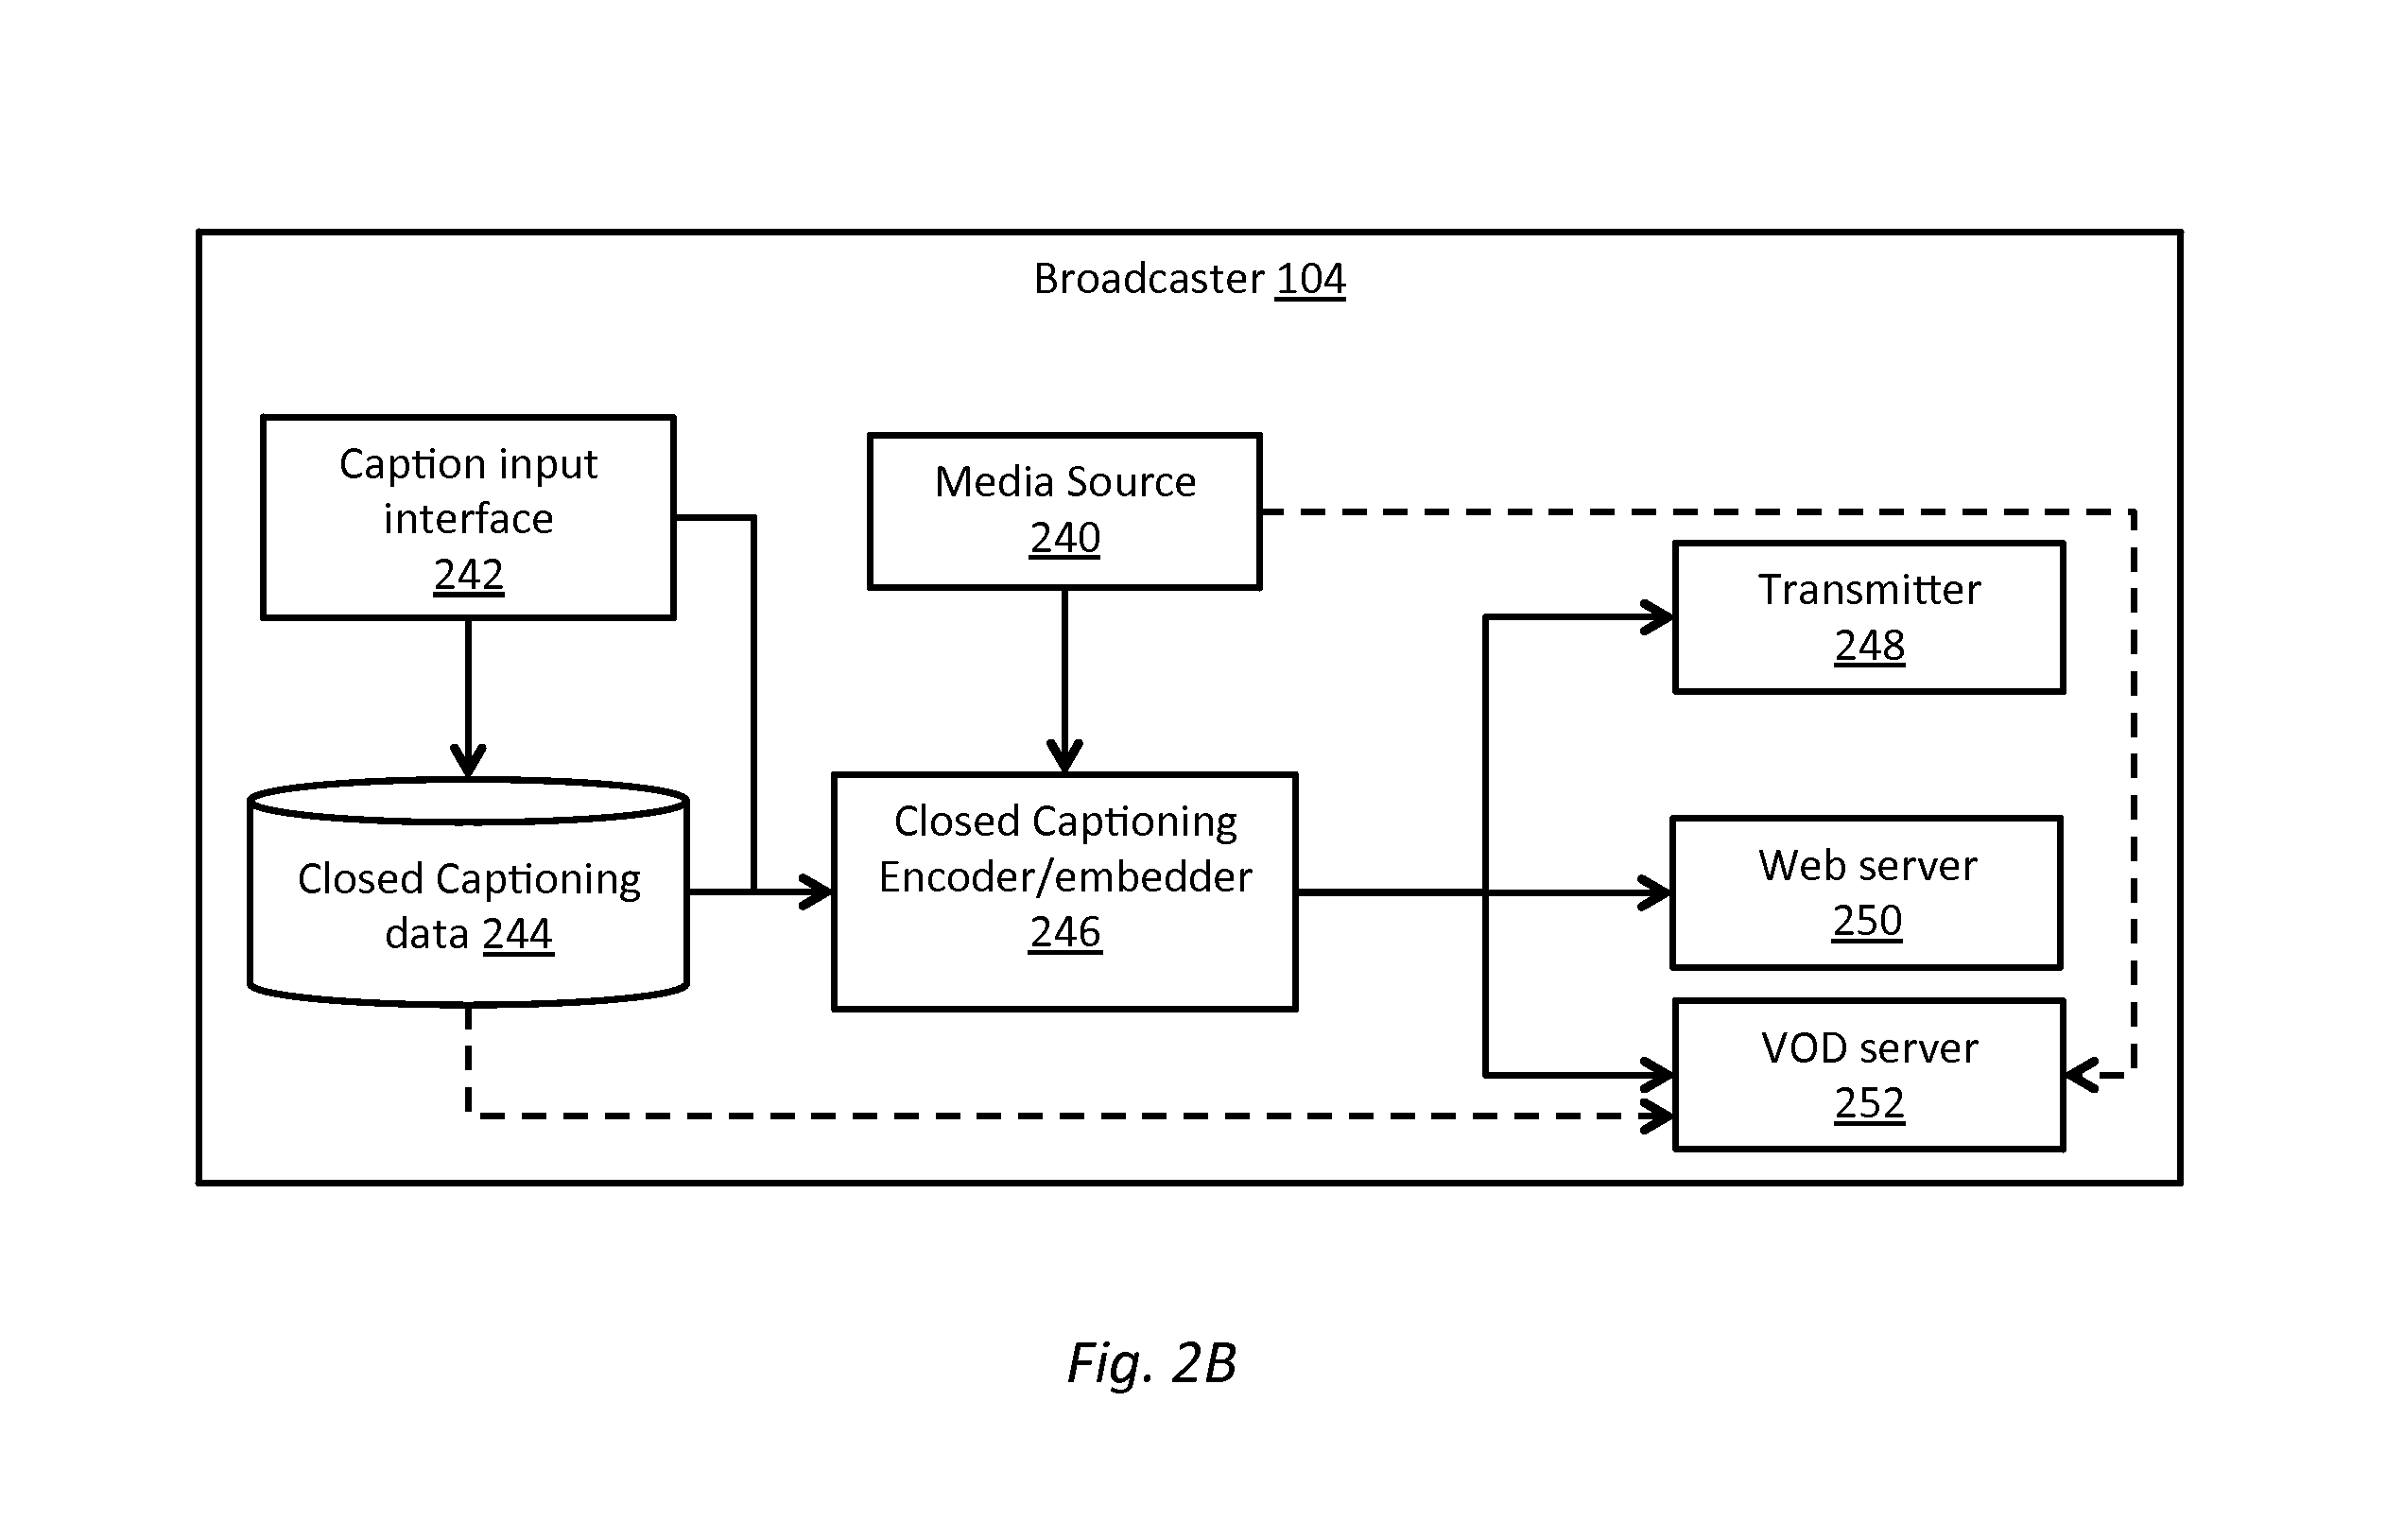 Broadcaster 104
Caption input
interface
242
Media Source
240
Transmitter
248
Closed Captioning
data 244
Closed Captioning
Encoder/embedder
246
Web server
250
VOD server
252
Fig. 2B